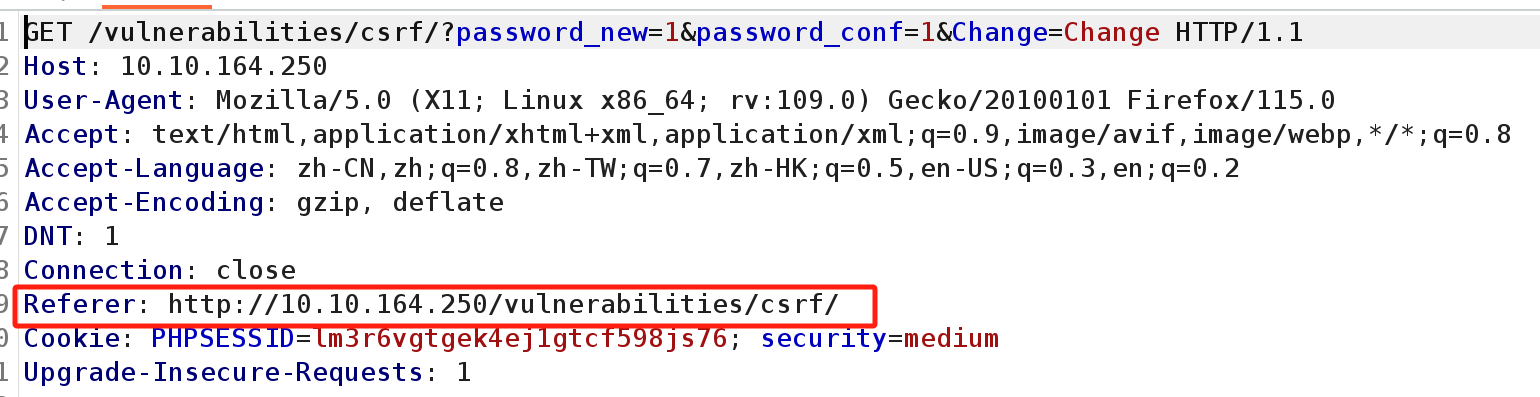 1 GET /vulnerabilities/csrf/?password_new=1&password_conf=1&Change=Change HTTP/1.1
2 Host: 10.10.164.250
3 User-Agent: Mozilla/5.0 (X11; Linux x86_64; rv:109.0) Gecko/20100101 Firefox/115.0
4 Accept: text/html,application/xhtml+xml,application/xml;q=0.9,image/avif,image/webp,*/*;q=0.8
5 Accept-Language: zh-CN,zh;q=0.8,zh-TW;q=0.7,zh-HK;q=0.5,en-US;q=0.3,en;q=0.2
6 Accept-Encoding: gzip, deflate
7 DNT: 1
8 Connection: close
9 Referer: http://10.10.164.250/vulnerabilities/csrf/
0 Cookie: PHPSESSID=lm3r6vgtgek4ej1gtcf598js76; security=medium
1 Upgrade-Insecure-Requests: 1